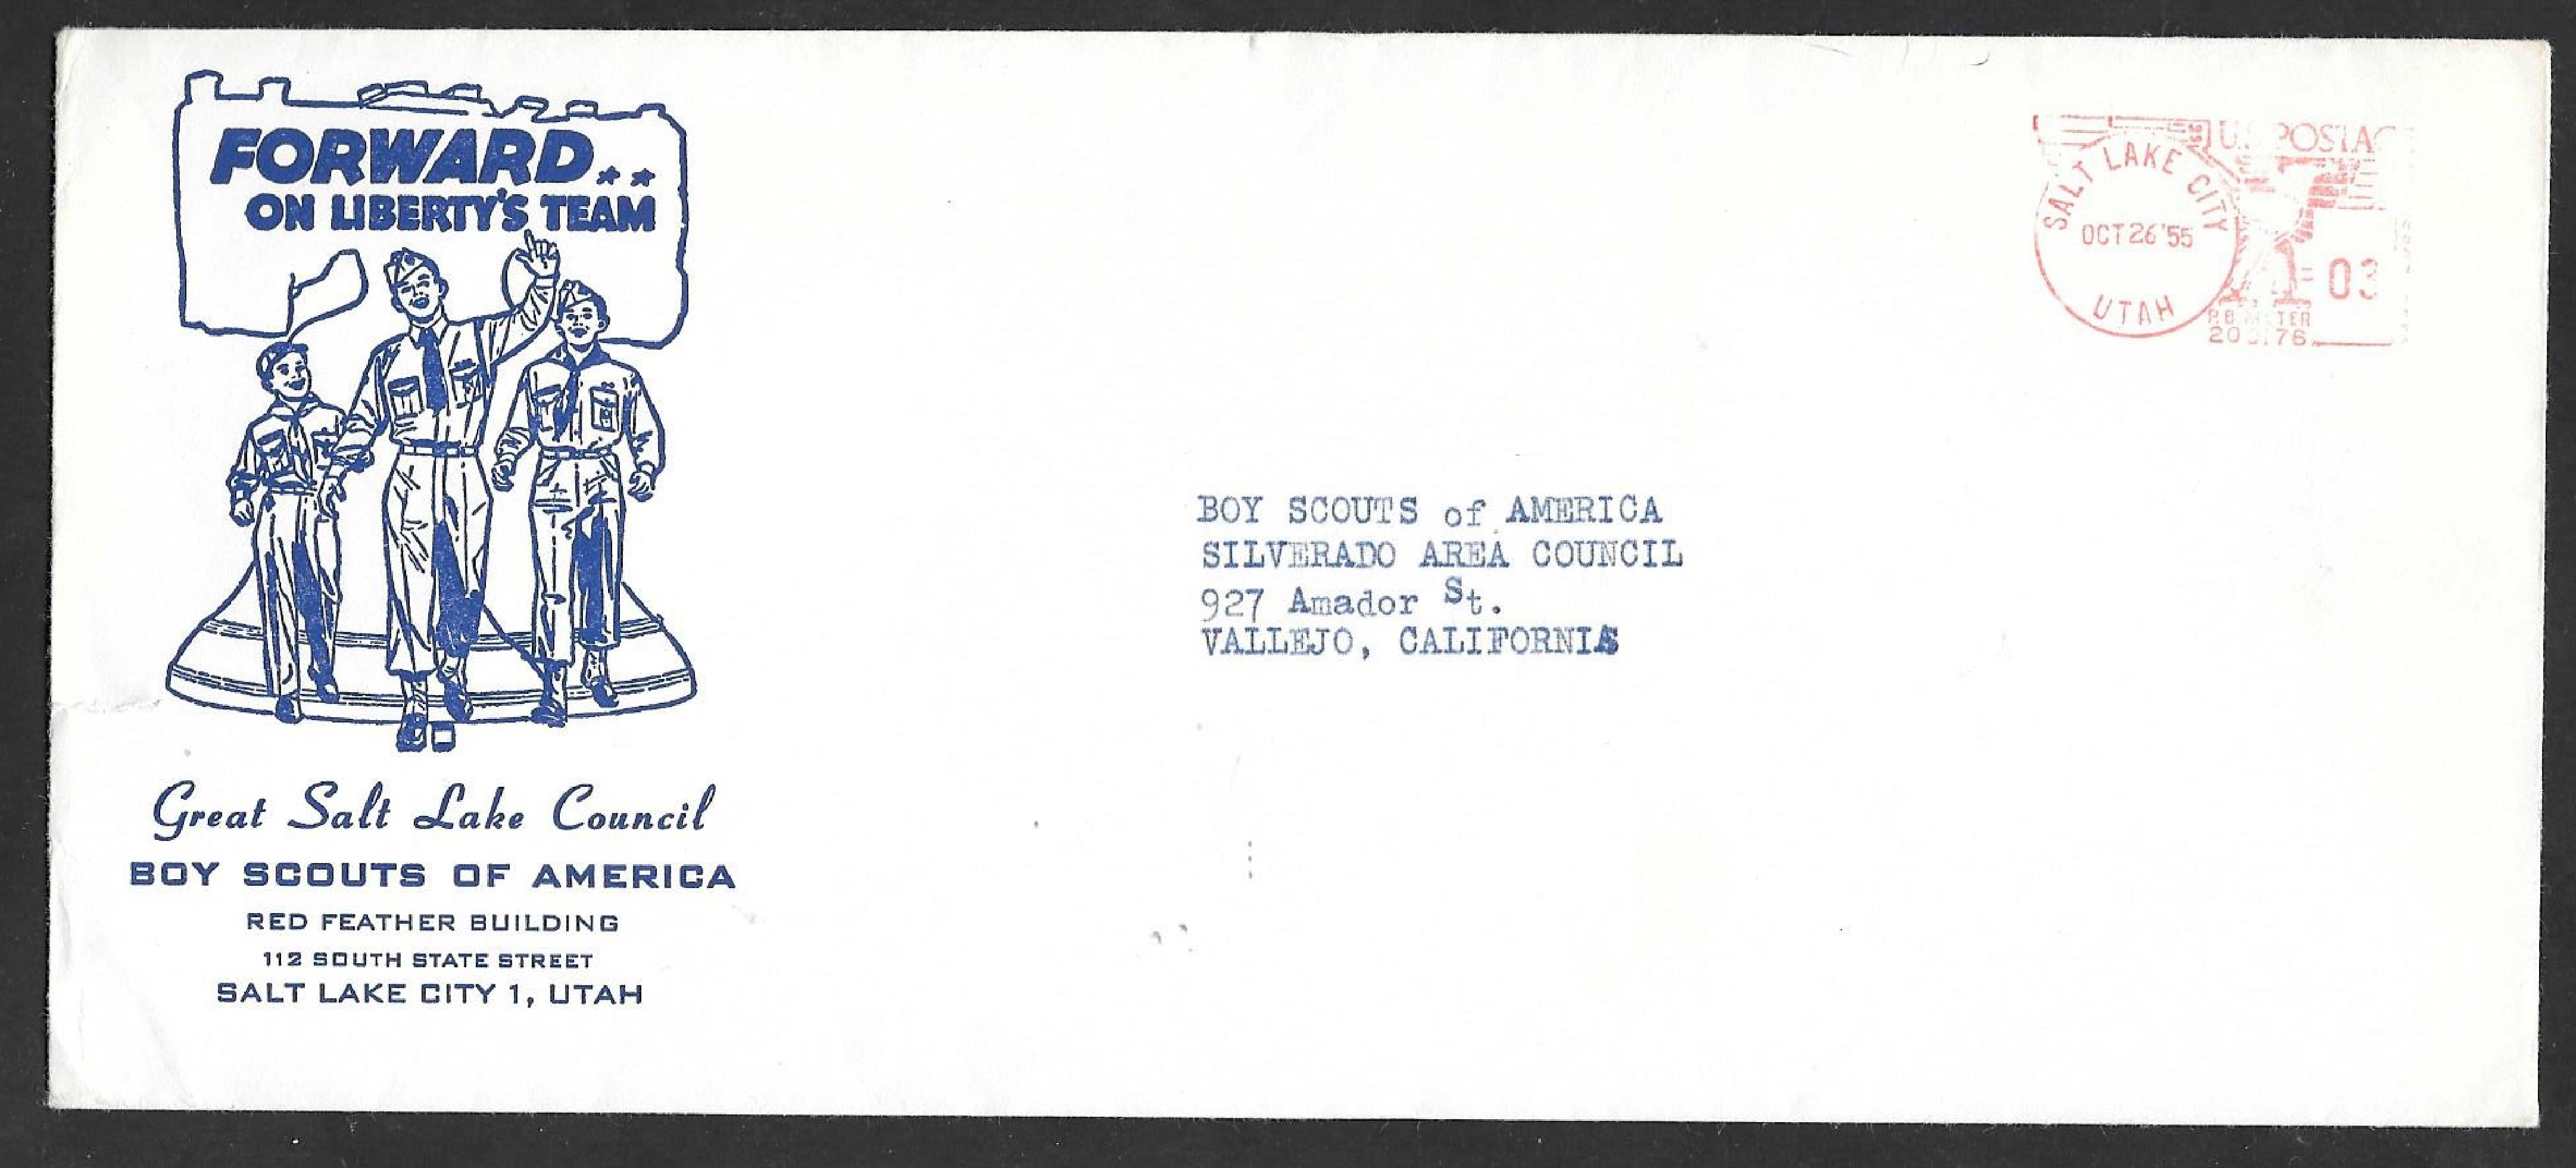 FORWARD..
ON LIBERTY'S TEAM
Great Salt Lake Council
BOY SCOUTS OF AMERICA
RED FEATHER BUILDING
112 SOUTH STATE STREET
SALT LAKE CITY 1, UTAH
SALT LAKE CITY
OCT 26 '55
UTAH
03
BOY SCOUTS of AMERICA
SILVERADO AREA COUNCIL
927 Amador St.
VALLEJO, CALIFORNIA